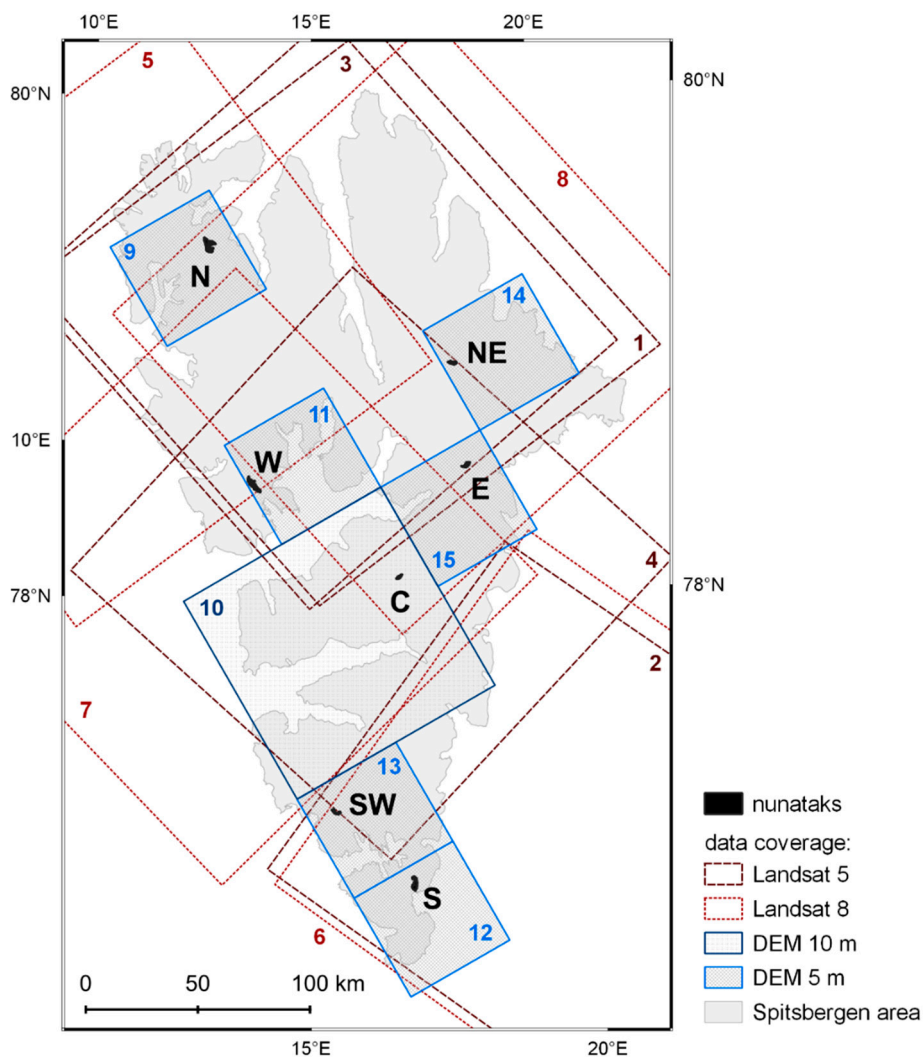 10°E 15°E 20°E
5 3
80°N 80°N
8
9
N
14
1
NE
11
10°E
W
E
15 4
78°N 78°N
10 C
2
7
13
SW
S
12
6
0 50 100 km
15°E 20°E
nunataks
data coverage:
Landsat 5
Landsat 8
DEM 10 m
DEM 5 m
Spitsbergen area